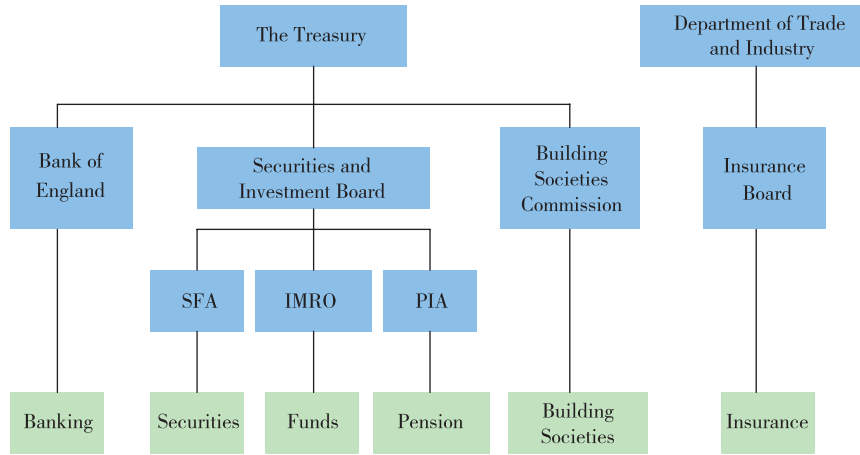 The Treasury
Department of Trade
and Industry
Bank of
England
Securities and
Investment Board
Building
Societies
Commission
Insurance
Board
SFA
IMRO
PIA
Banking
Securities
Funds
Pension
Building
Societies
Insurance